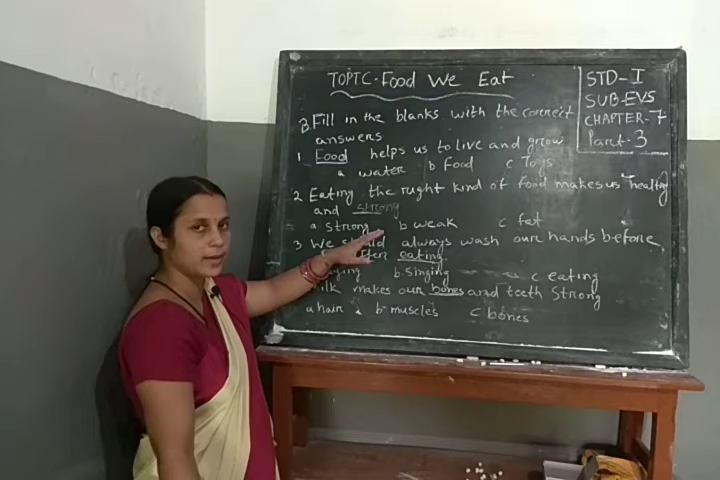 TOPIC. Food We Eat
STD-I
SUB-EVS
CHAPTER-7
Part-3
B. Fill in the blanks with the correct
answers
1. Food helps us to live and grow
a water b Food c Toys
2 Eating the right kind of food makes us healthy
and strong
a strong b weak c fat
3 We should always wash our hands before
eating.
b. singing c eating
makes our bones and teeth Strong
a hair b muscles c bones